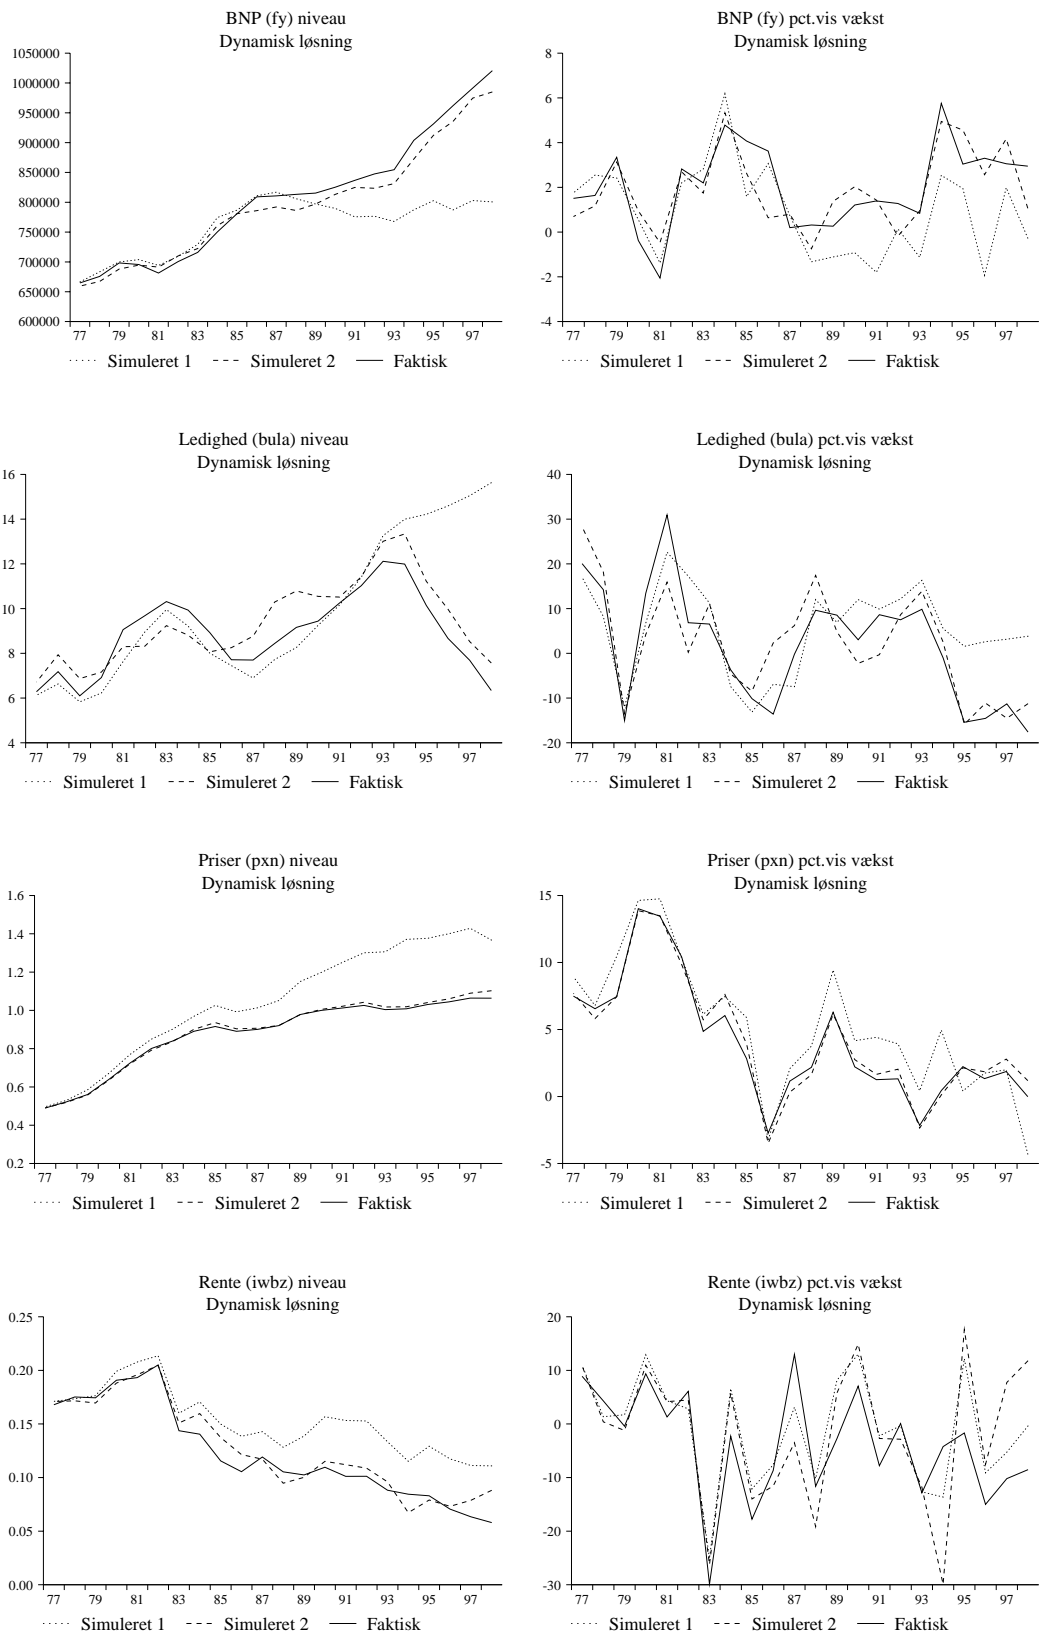 BNP (fy) niveau
Dynamisk løsning
1050000
1000000
950000
900000
850000
800000
750000
700000
650000
600000
77 79 81 83 85 87 89 91 93 95 97
Simuleret 1 Simuleret 2 Faktisk
BNP (fy) pct.vis vækst
Dynamisk løsning
8
6
4
2
0
-2
-4
77 79 81 83 85 87 89 91 93 95 97
Simuleret 1 Simuleret 2 Faktisk
Ledighed (bula) niveau
Dynamisk løsning
16
14
12
10
8
6
4
77 79 81 83 85 87 89 91 93 95 97
Simuleret 1 Simuleret 2 Faktisk
Ledighed (bula) pct.vis vækst
Dynamisk løsning
40
30
20
10
0
-10
-20
77 79 81 83 85 87 89 91 93 95 97
Simuleret 1 Simuleret 2 Faktisk
Priser (pxn) niveau
Dynamisk løsning
1.6
1.4
1.2
1.0
0.8
0.6
0.4
0.2
77 79 81 83 85 87 89 91 93 95 97
Simuleret 1 Simuleret 2 Faktisk
Priser (pxn) pct.vis vækst
Dynamisk løsning
15
10
5
0
-5
77 79 81 83 85 87 89 91 93 95 97
Simuleret 1 Simuleret 2 Faktisk
Rente (iwbz) niveau
Dynamisk løsning
0.25
0.20
0.15
0.10
0.05
0.00
77 79 81 83 85 87 89 91 93 95 97
Simuleret 1 Simuleret 2 Faktisk
Rente (iwbz) pct.vis vækst
Dynamisk løsning
20
10
0
-10
-20
-30
77 79 81 83 85 87 89 91 93 95 97
Simuleret 1 Simuleret 2 Faktisk